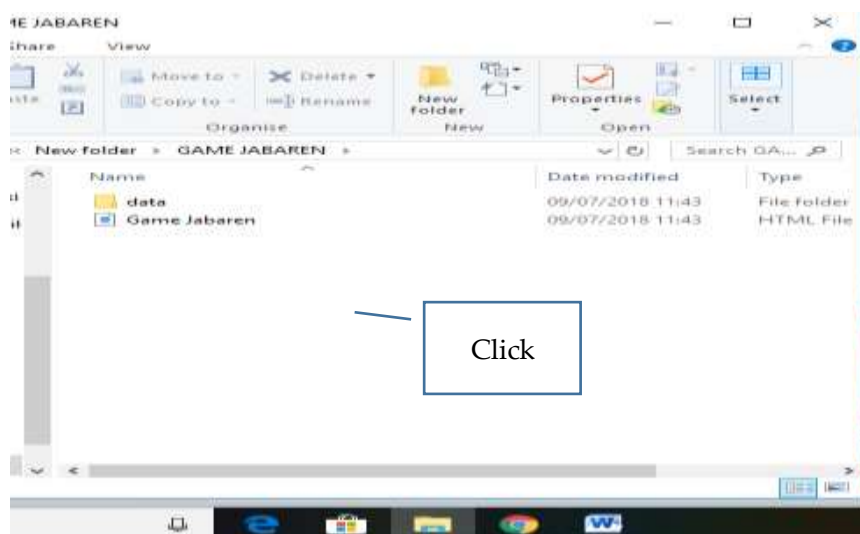 ME JABAREN
Share View
Move to Delete
Copy to Rename New folder Properties Select
Organise New Open
New folder GAME JABAREN Search GA...
Name Date modified Type
data 09/07/2018 11:43 File folder
Game Jabaren 09/07/2018 11:43 HTML File
Click